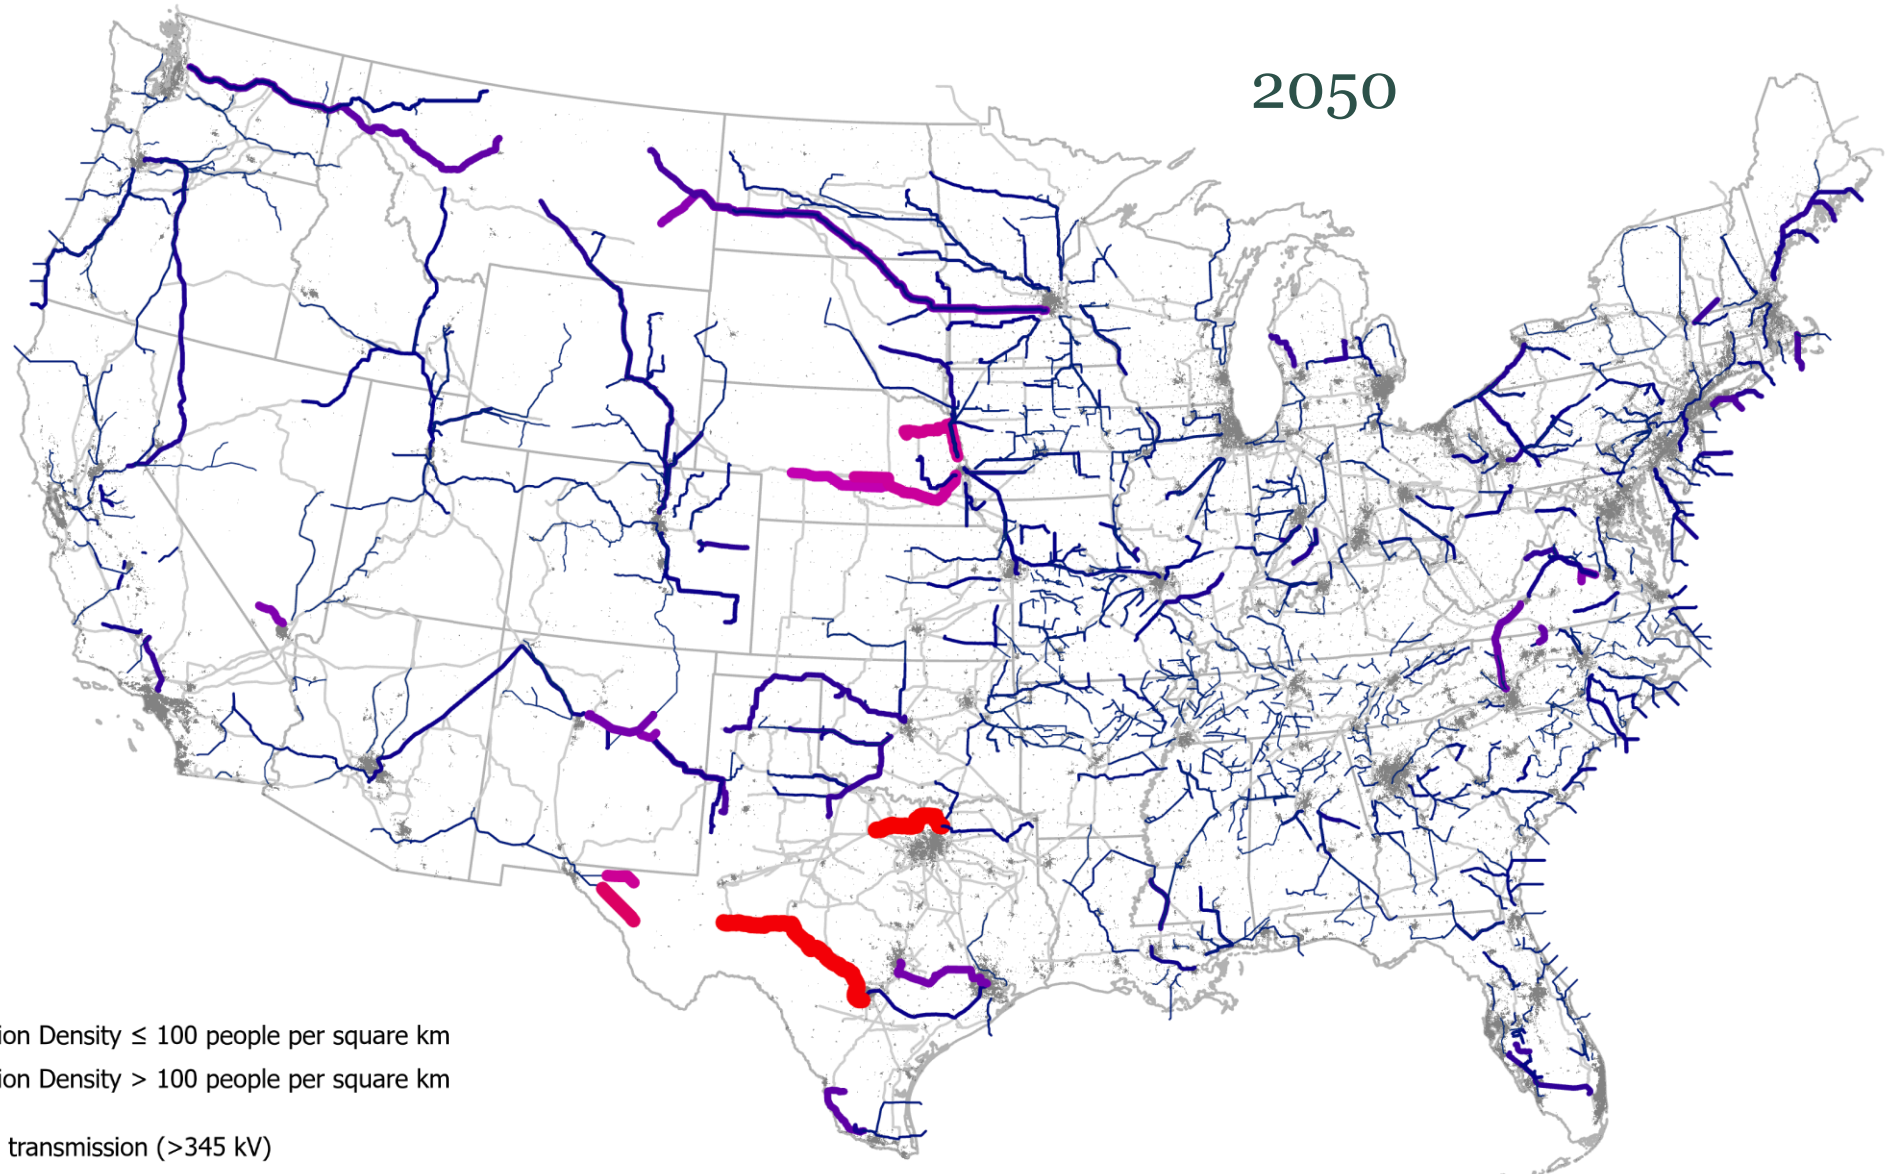 2050
ion Density ≤ 100 people per square km
ion Density > 100 people per square km
transmission (>345 kV)